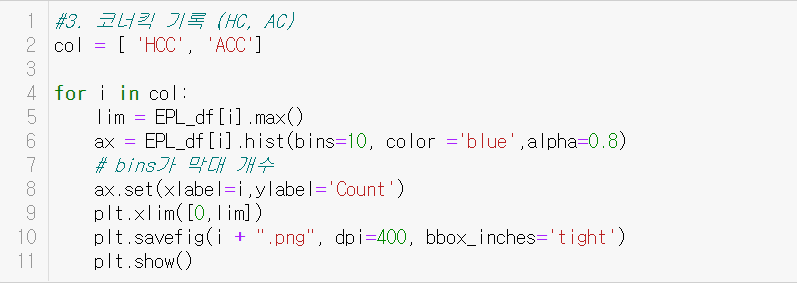 1 #3. 코너킥 기록 (HC, AC)
2 col = [ 'HCC', 'ACC']
3
4 for i in col:
5     lim = EPL_df[i].max()
6     ax = EPL_df[i].hist(bins=10, color ='blue',alpha=0.8)
7     # bins가 막대 개수
8     ax.set(xlabel=i,ylabel='Count')
9     plt.xlim([0,lim])
10     plt.savefig(i + ".png", dpi=400, bbox_inches='tight')
11     plt.show()